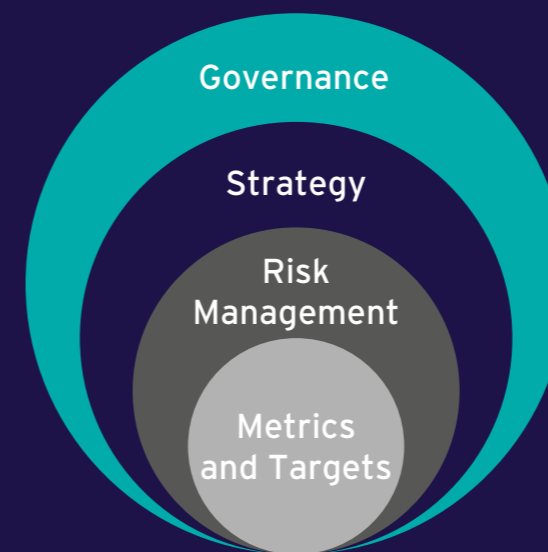 Governance
Strategy
Risk
Management
Metrics
and Targets